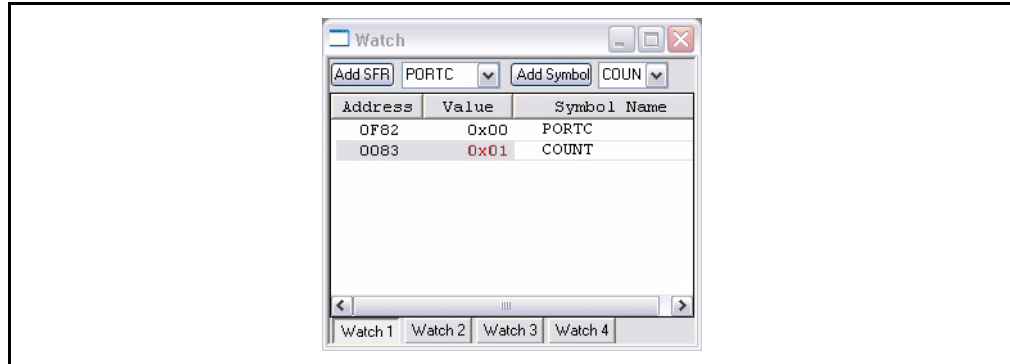 Watch
Add SFR PORTC Add Symbol COUN
Address Value Symbol Name
0F82 0x00 PORTC
0083 0x01 COUNT
Watch 1 Watch 2 Watch 3 Watch 4